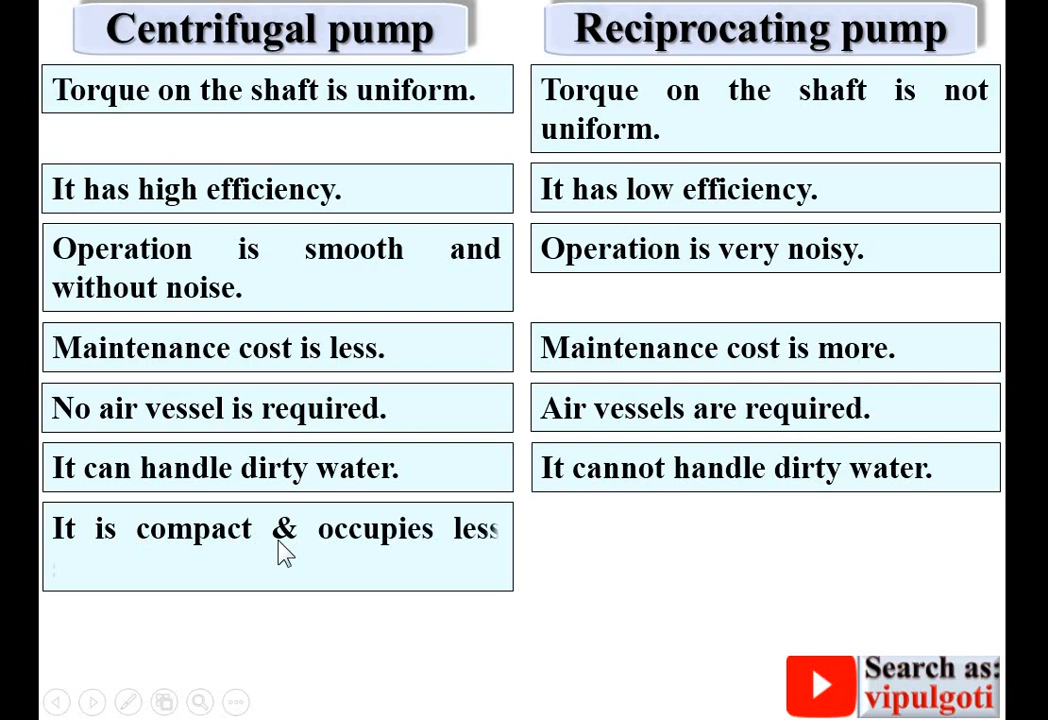 Centrifugal pump
Reciprocating pump
Torque on the shaft is uniform.
Torque on the shaft is not
uniform.
It has high efficiency.
It has low efficiency.
Operation is smooth and
without noise.
Operation is very noisy.
Maintenance cost is less.
Maintenance cost is more.
No air vessel is required.
Air vessels are required.
It can handle dirty water.
It cannot handle dirty water.
It is compact & occupies less
Search as:
vipulgoti